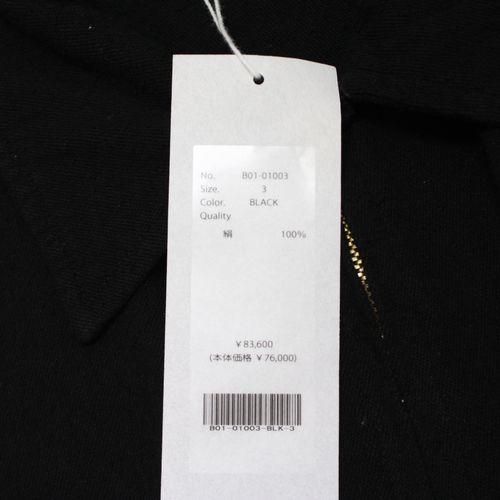 No. B01-01003
Size. 3
Color. BLACK
Quality
絹 100%
¥83,600
(本体価格 ¥76,000)
B01-01003-BLK-3